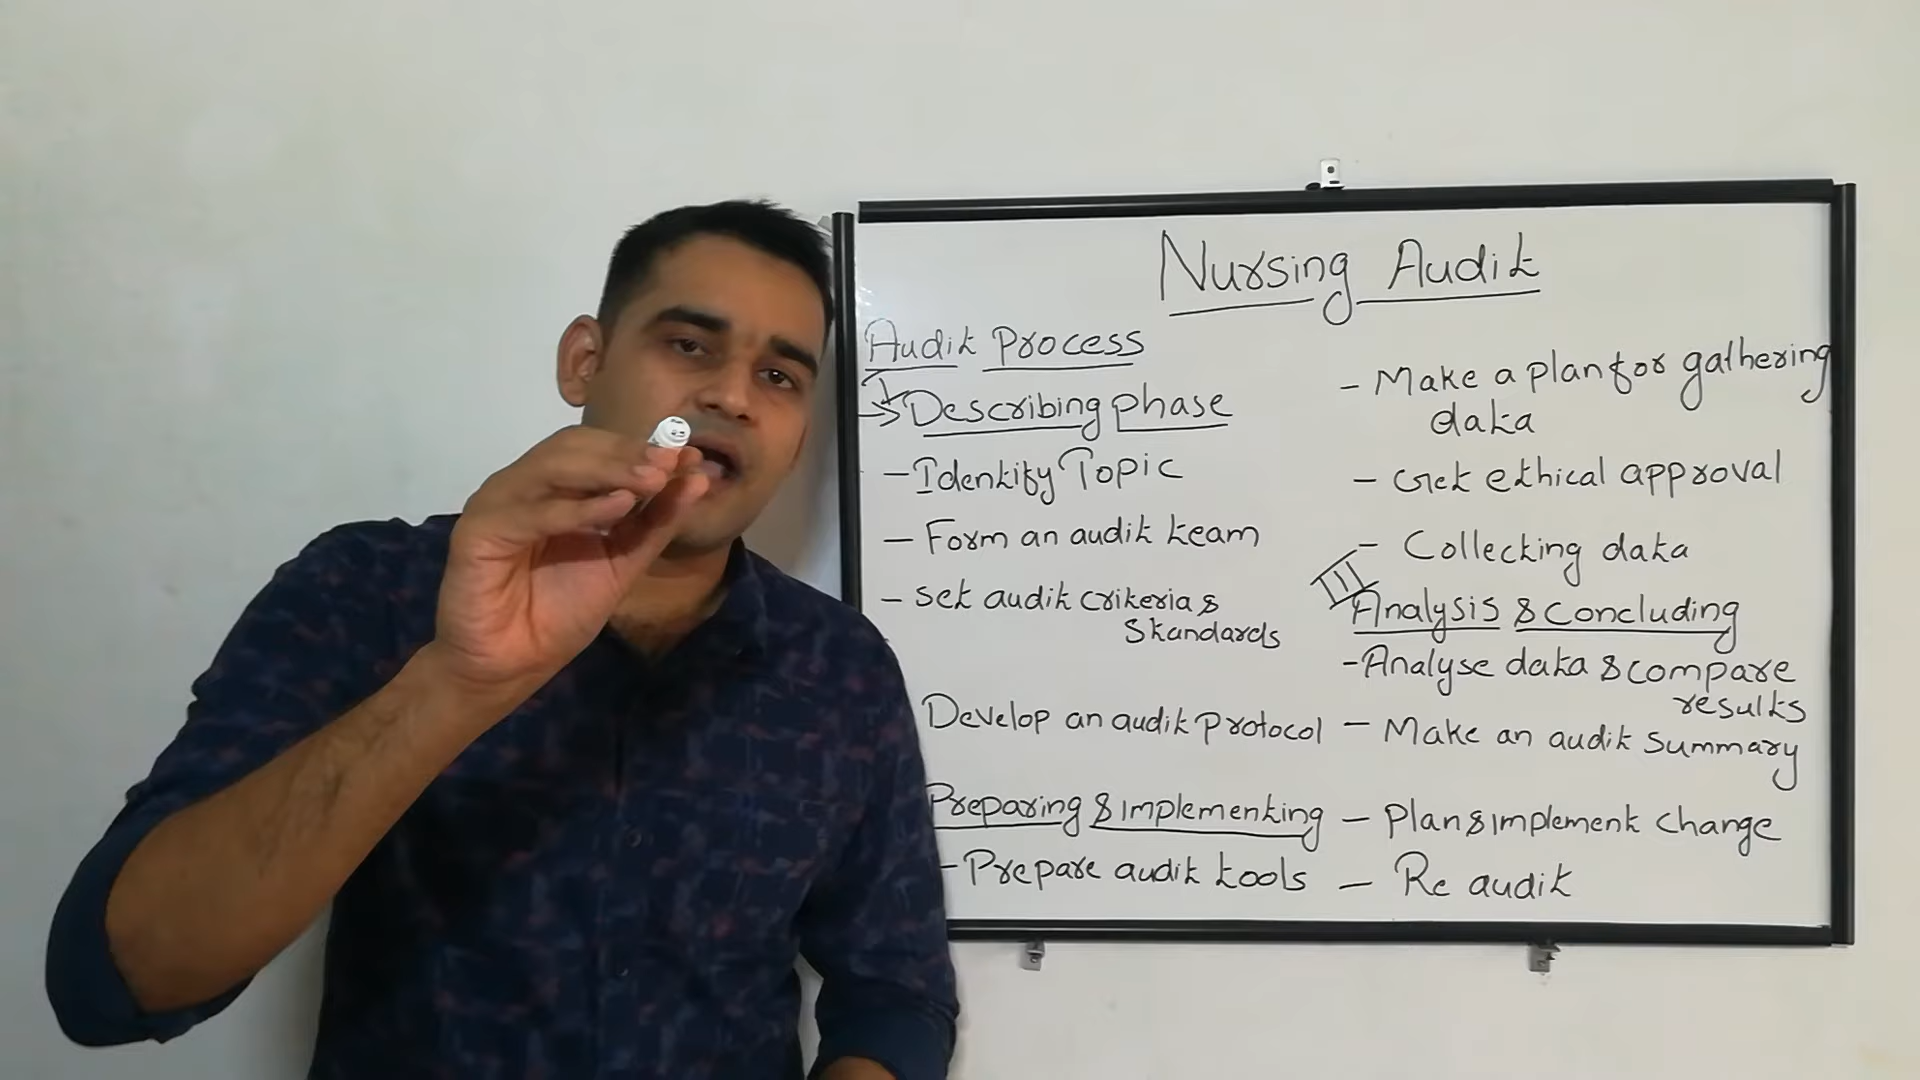 Nursing Audit
Audit Process
I
Describing phase
- Identify Topic
- Form an audit team
- Set audit criteria &
Standards
Develop an audit protocol
Preparing & implementing
- Prepare audit tools
- Make a plan for gathering
data
- Get ethical approval
- Collecting data
III
Analysis & concluding
- Analyse data & compare
results
- Make an audit summary
- Plan & implement change
- Re audit